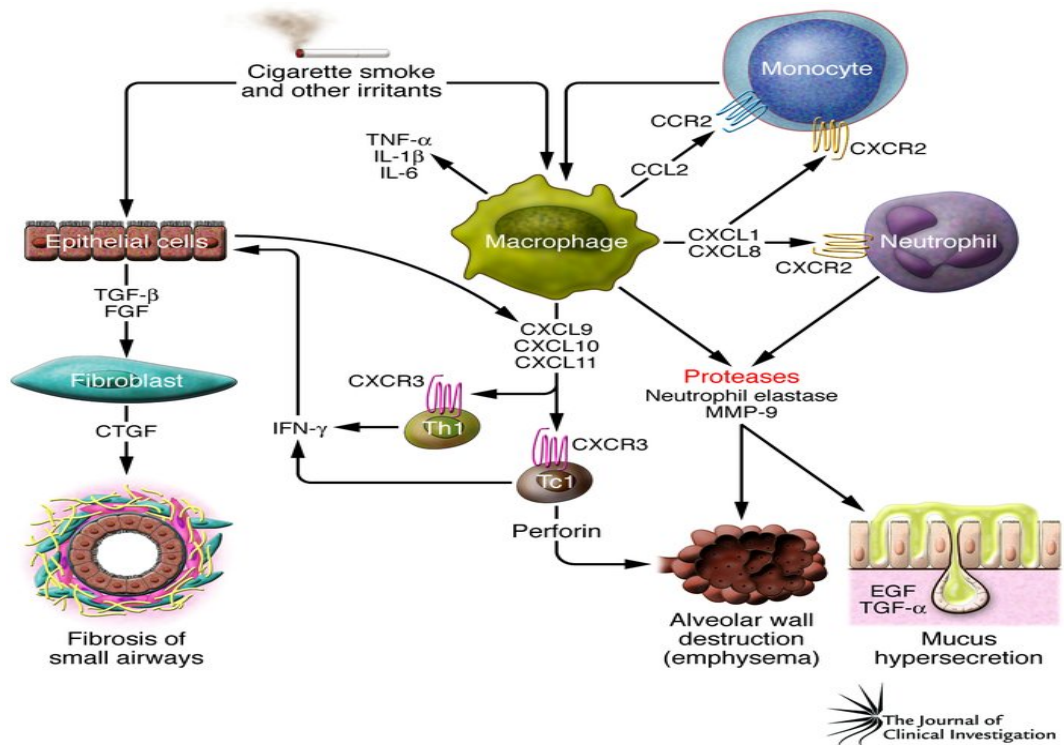 Cigarette smoke
and other irritants
Monocyte
CCR2
CXCR2
TNF-α
IL-1β
IL-6
CCL2
Epithelial cells
Macrophage
CXCL1
CXCL8
CXCR2
Neutrophil
TGF-β
FGF
CXCL9
CXCL10
CXCL11
Fibroblast
CXCR3
Proteases
Neutrophil elastase
MMP-9
CTGF
IFN-γ
Th1
CXCR3
Tc1
Perforin
EGF
TGF-α
Fibrosis of
small airways
Alveolar wall
destruction
(emphysema)
Mucus
hypersecretion
The Journal of
Clinical Investigation